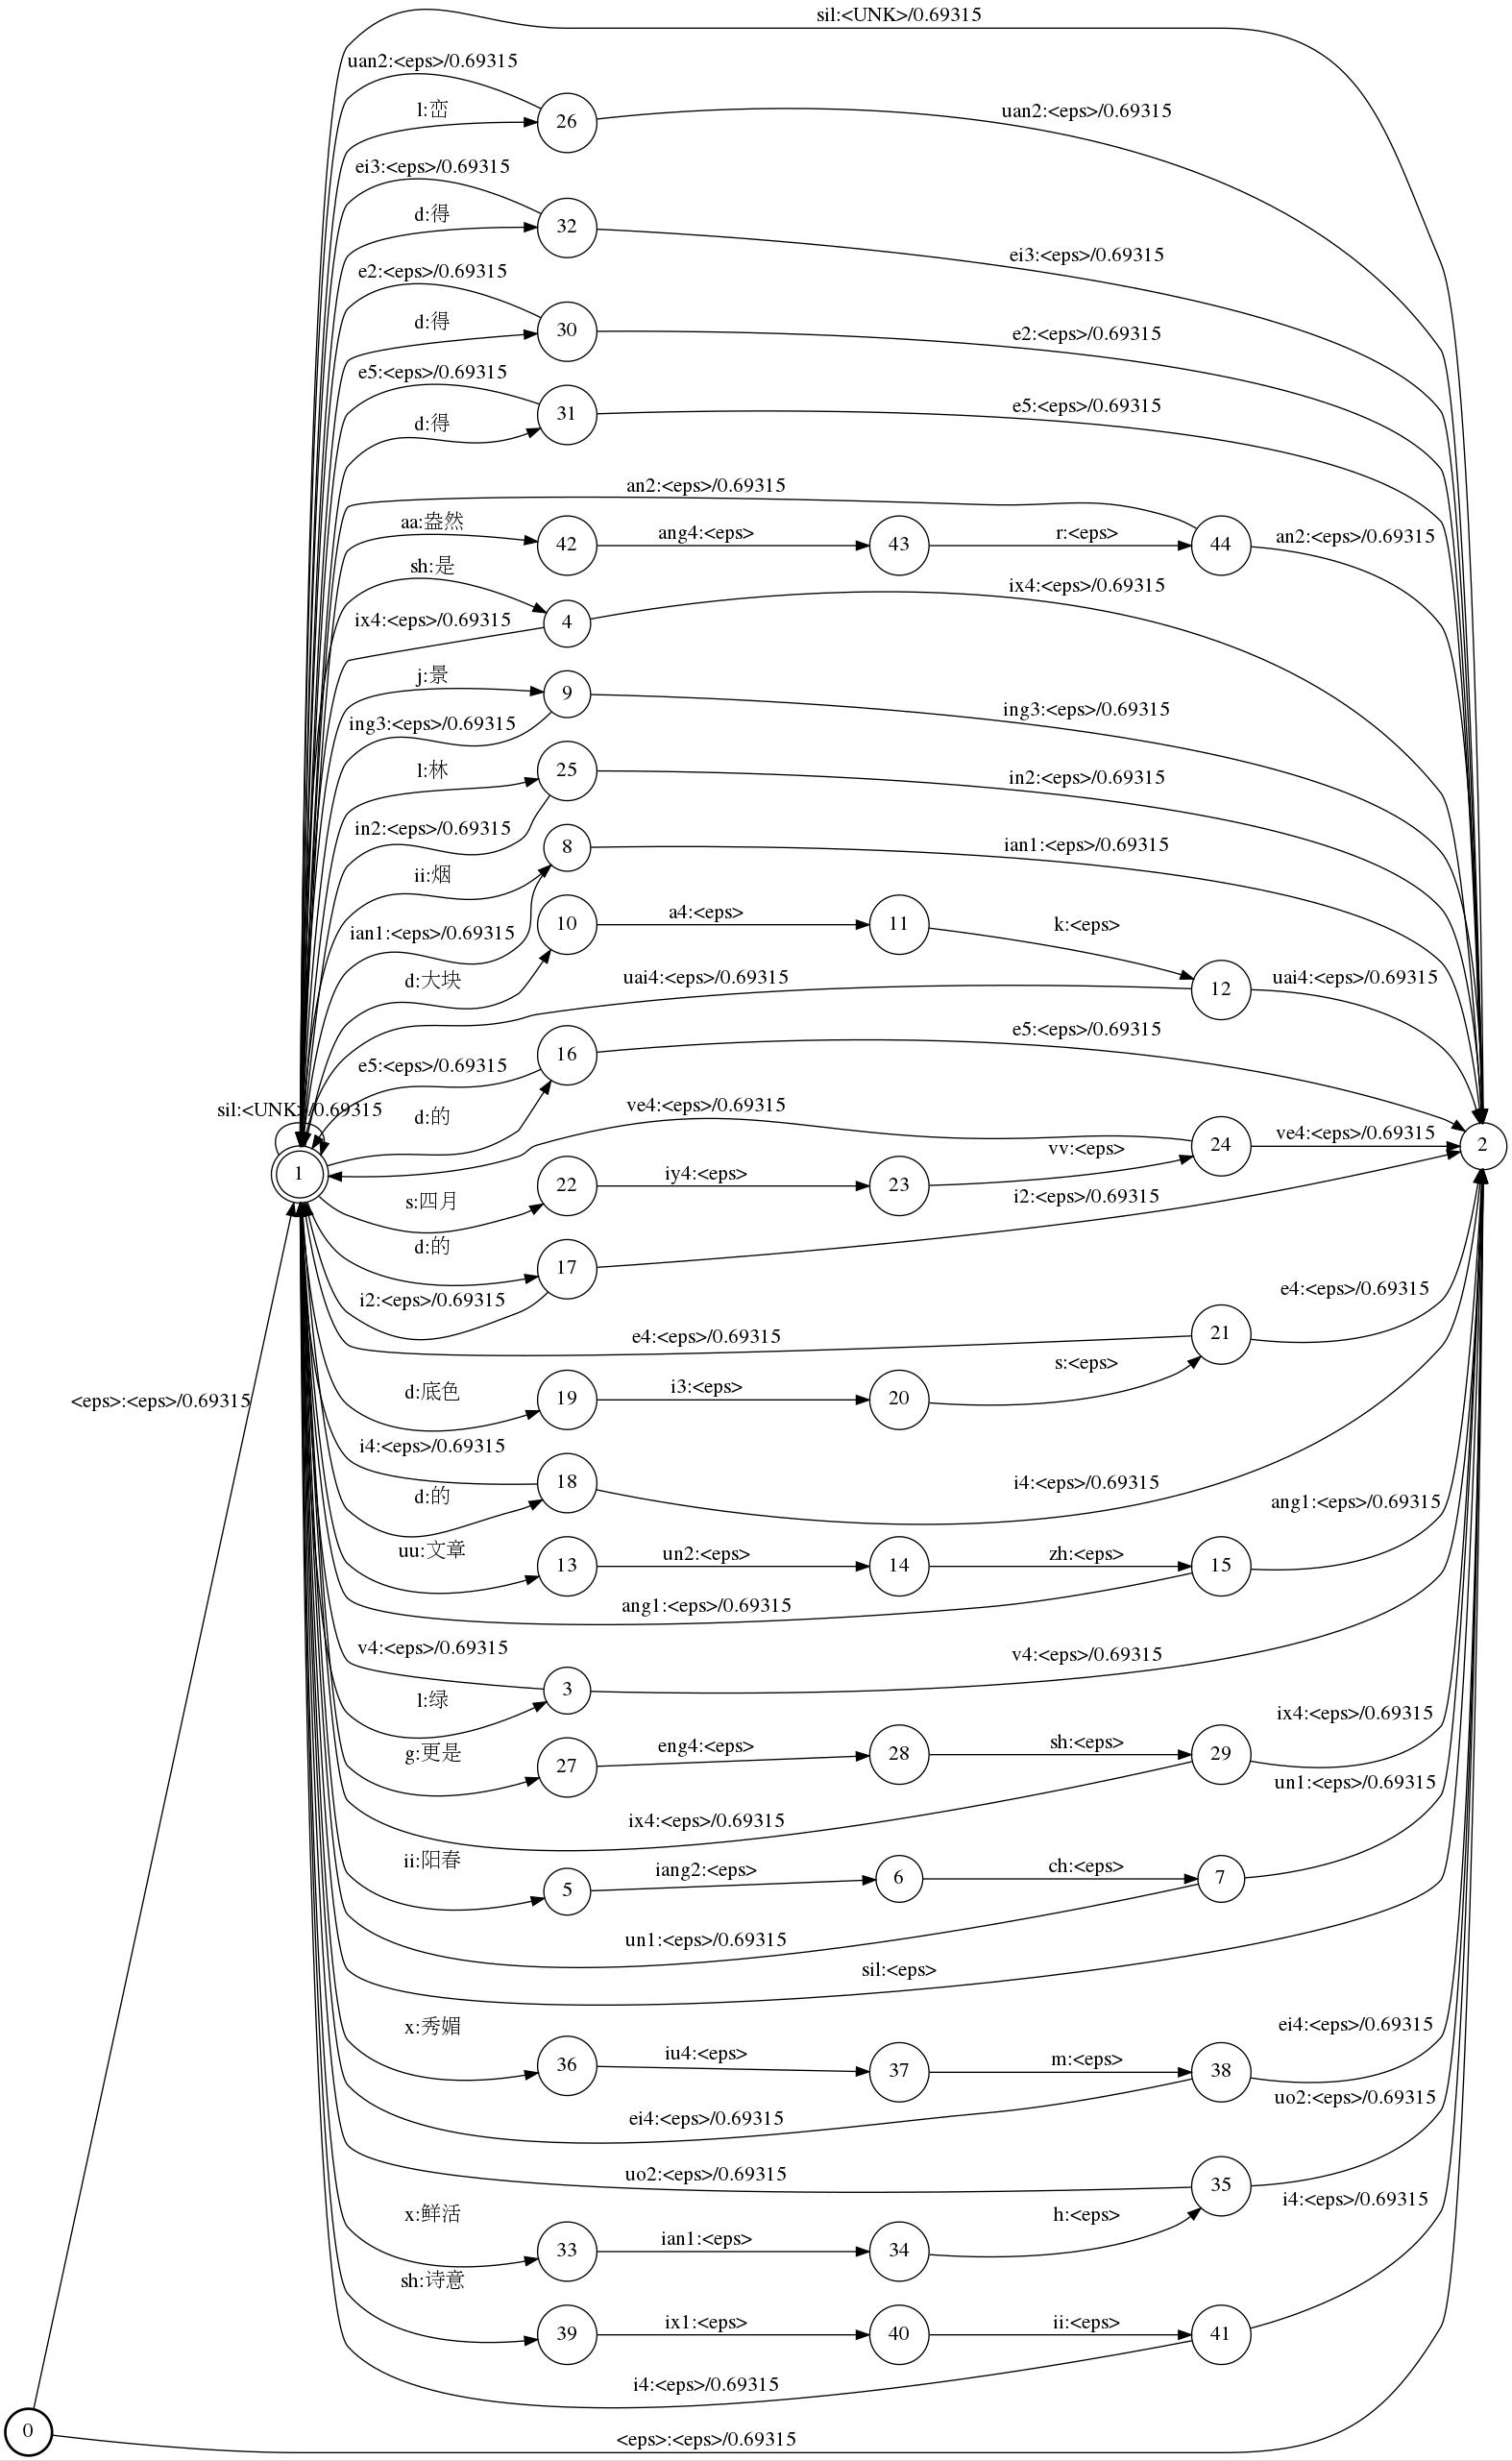 sil:<UNK>/0.69315
uan2:<eps>/0.69315
l:峦
26
uan2:<eps>/0.69315
ei3:<eps>/0.69315
d:得
32
ei3:<eps>/0.69315
e2:<eps>/0.69315
d:得
30
e2:<eps>/0.69315
e5:<eps>/0.69315
d:得
31
e5:<eps>/0.69315
an2:<eps>/0.69315
aa:盎然
42
ang4:<eps>
43
r:<eps>
44
an2:<eps>/0.69315
sh:是
4
ix4:<eps>/0.69315
ix4:<eps>/0.69315
j:景
9
ing3:<eps>/0.69315
ing3:<eps>/0.69315
l:林
25
in2:<eps>/0.69315
in2:<eps>/0.69315
ii:烟
8
ian1:<eps>/0.69315
ian1:<eps>/0.69315
10
a4:<eps>
11
k:<eps>
d:大块
uai4:<eps>/0.69315
12
uai4:<eps>/0.69315
16
e5:<eps>/0.69315
e5:<eps>/0.69315
sil:<UNK>/0.69315
d:的
ve4:<eps>/0.69315
24
ve4:<eps>/0.69315
2
1
s:四月
22
iy4:<eps>
23
vv:<eps>
d:的
17
i2:<eps>/0.69315
i2:<eps>/0.69315
e4:<eps>/0.69315
21
e4:<eps>/0.69315
d:底色
19
i3:<eps>
20
s:<eps>
<eps>:<eps>/0.69315
i4:<eps>/0.69315
18
d:的
i4:<eps>/0.69315
ang1:<eps>/0.69315
uu:文章
13
un2:<eps>
14
zh:<eps>
15
ang1:<eps>/0.69315
v4:<eps>/0.69315
3
v4:<eps>/0.69315
l:绿
g:更是
27
eng4:<eps>
28
sh:<eps>
29
ix4:<eps>/0.69315
ix4:<eps>/0.69315
un1:<eps>/0.69315
ii:阳春
5
iang2:<eps>
6
ch:<eps>
7
un1:<eps>/0.69315
sil:<eps>
x:秀媚
36
iu4:<eps>
37
m:<eps>
38
ei4:<eps>/0.69315
ei4:<eps>/0.69315
uo2:<eps>/0.69315
uo2:<eps>/0.69315
35
x:鲜活
33
ian1:<eps>
34
h:<eps>
i4:<eps>/0.69315
sh:诗意
39
ix1:<eps>
40
ii:<eps>
41
i4:<eps>/0.69315
0
<eps>:<eps>/0.69315